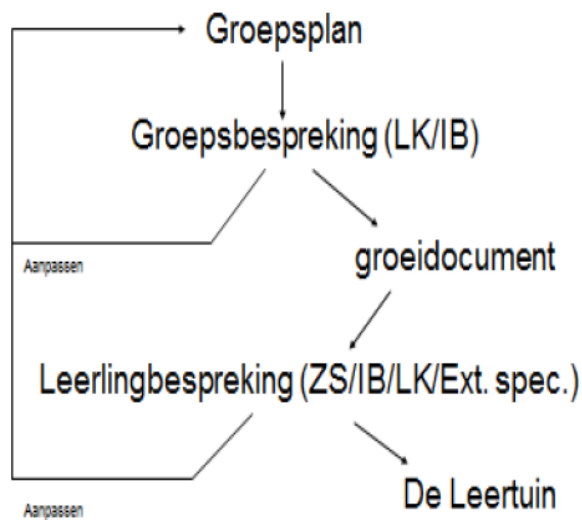 Groepsplan
Groepsbespreking (LK/IB)
Aanpassen
groeidocument
Leerlingbespreking (ZS/IB/LK/Ext. spec.)
De Leertuin
Aanpassen